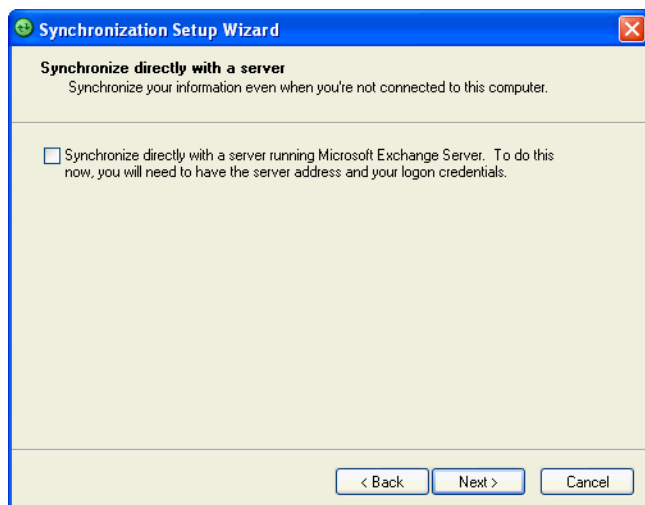 Synchronization Setup Wizard
Synchronize directly with a server
Synchronize your information even when you're not connected to this computer.
Synchronize directly with a server running Microsoft Exchange Server.  To do this
now, you will need to have the server address and your logon credentials.
< Back Next > Cancel